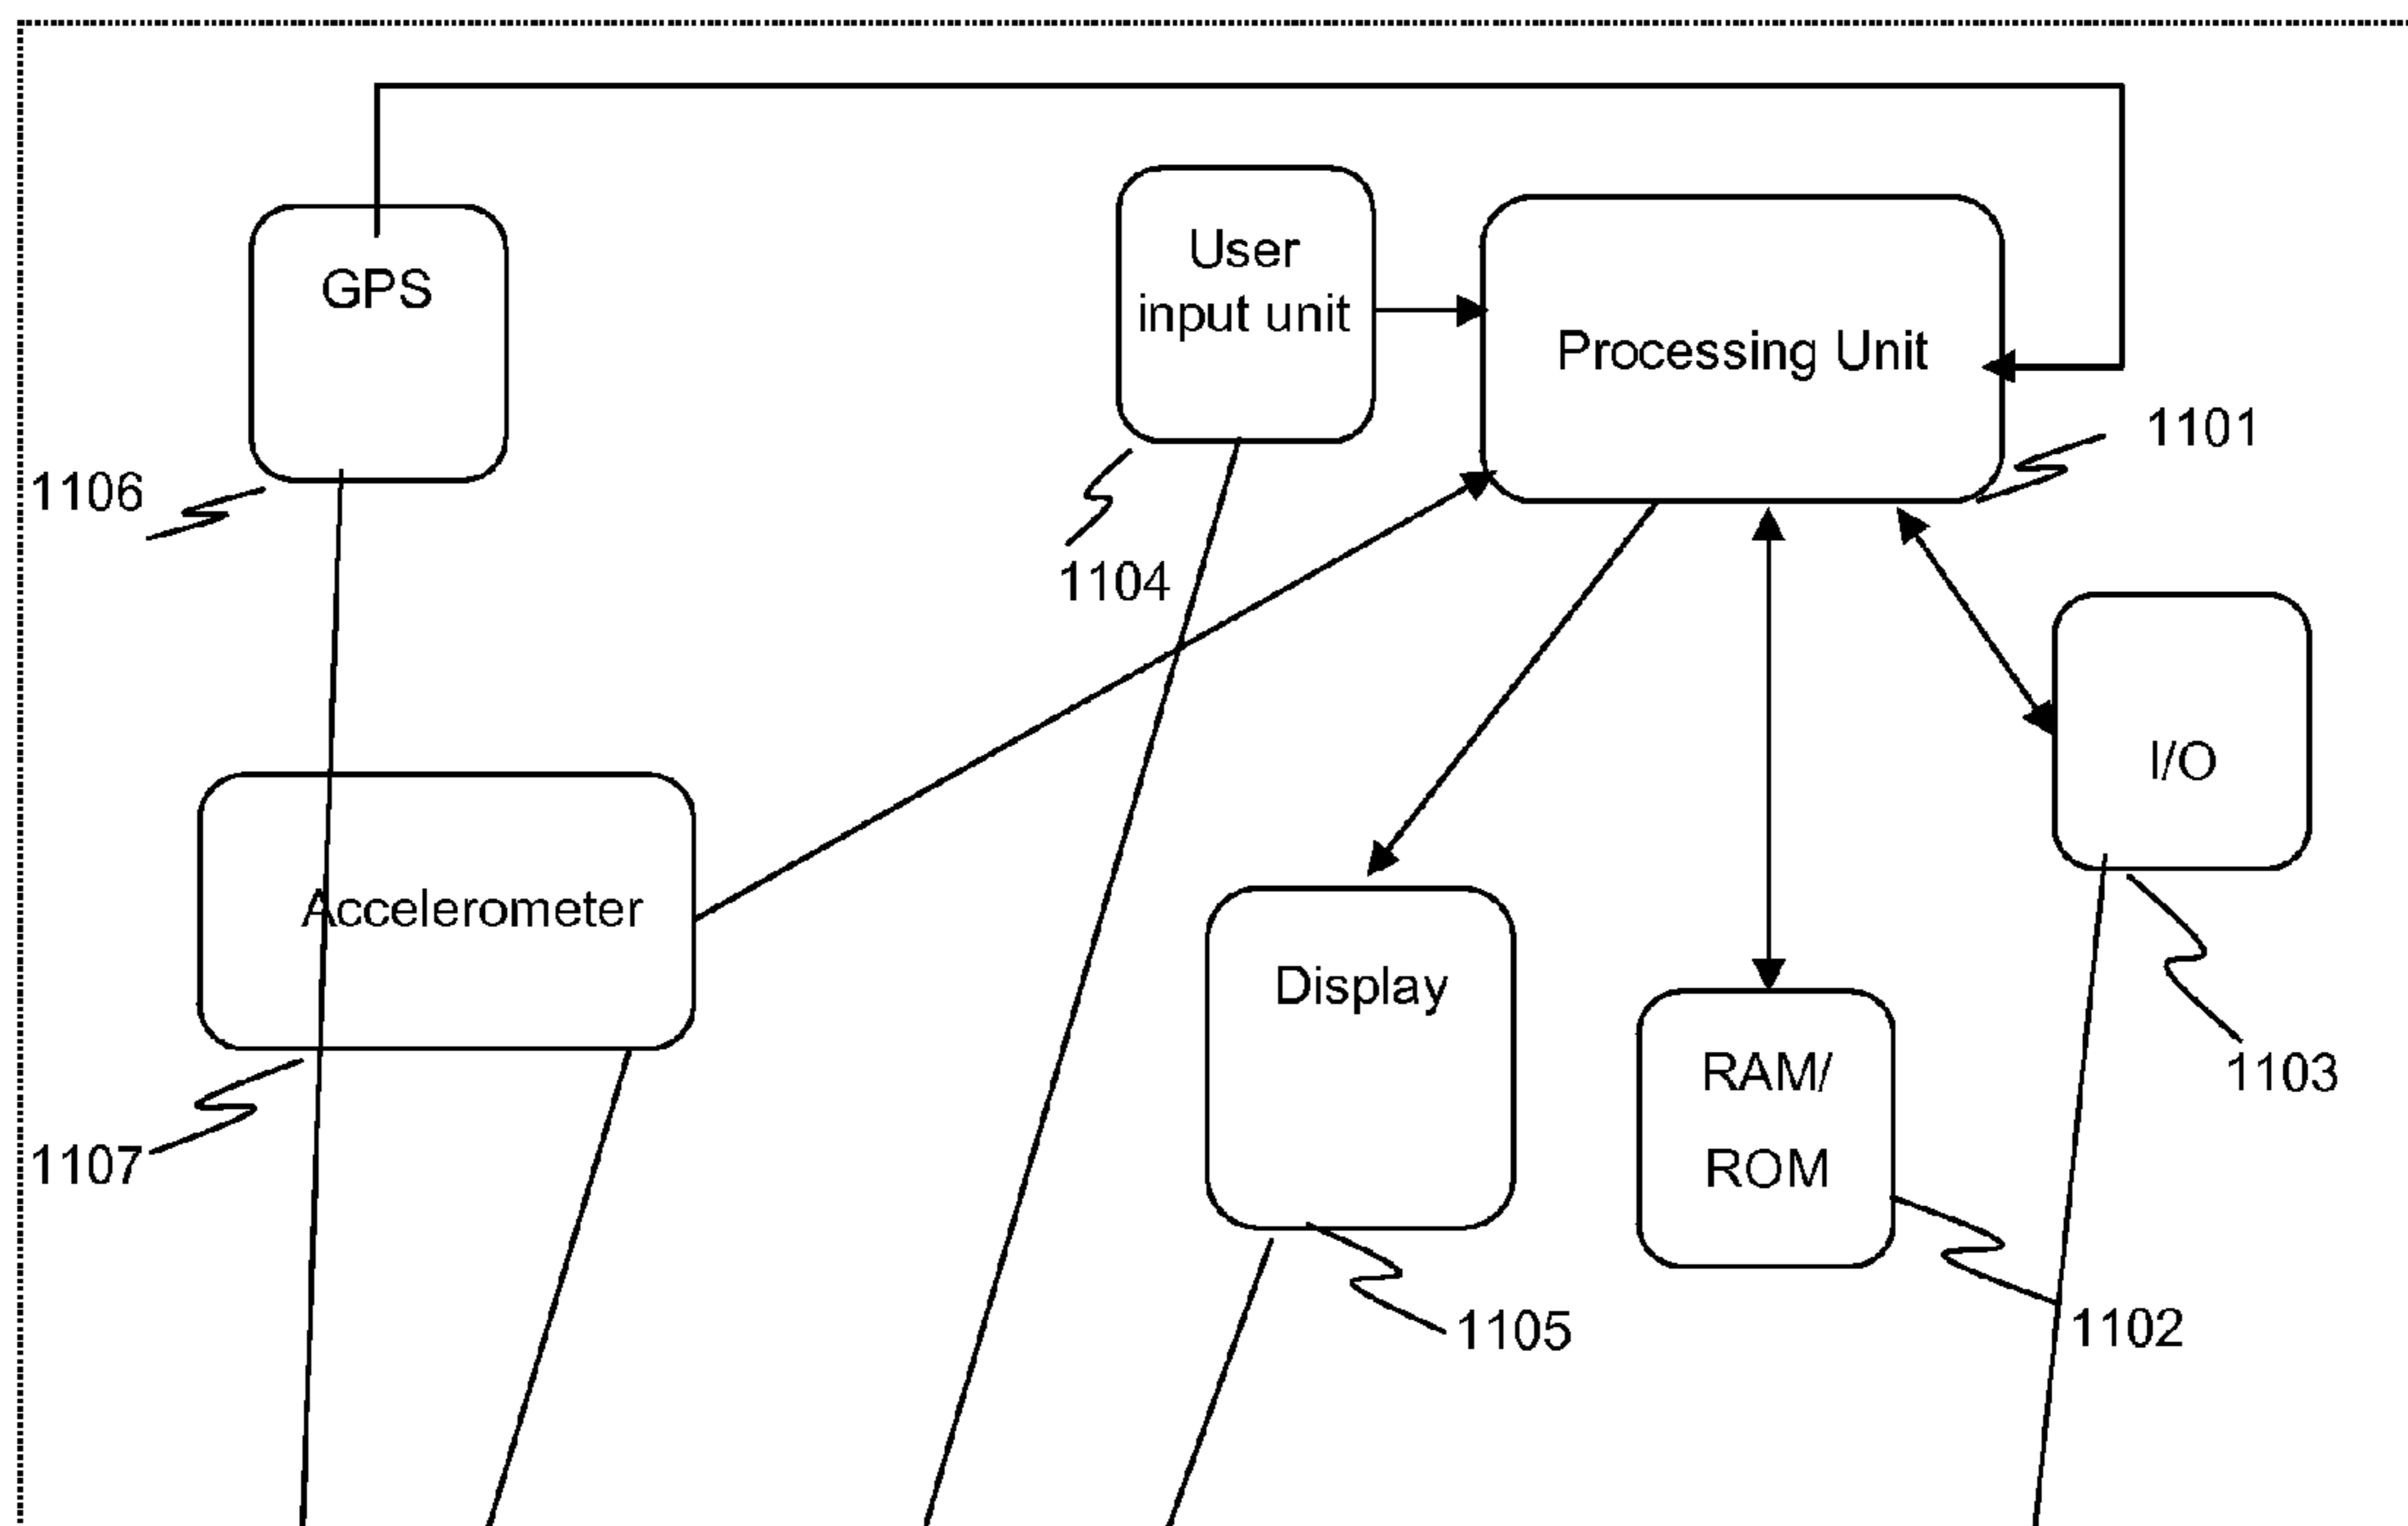 User
input unit
GPS
Processing Unit
1101
1106
1104
I/O
Accelerometer
Display
RAM/
ROM
1103
1107
1105
1102